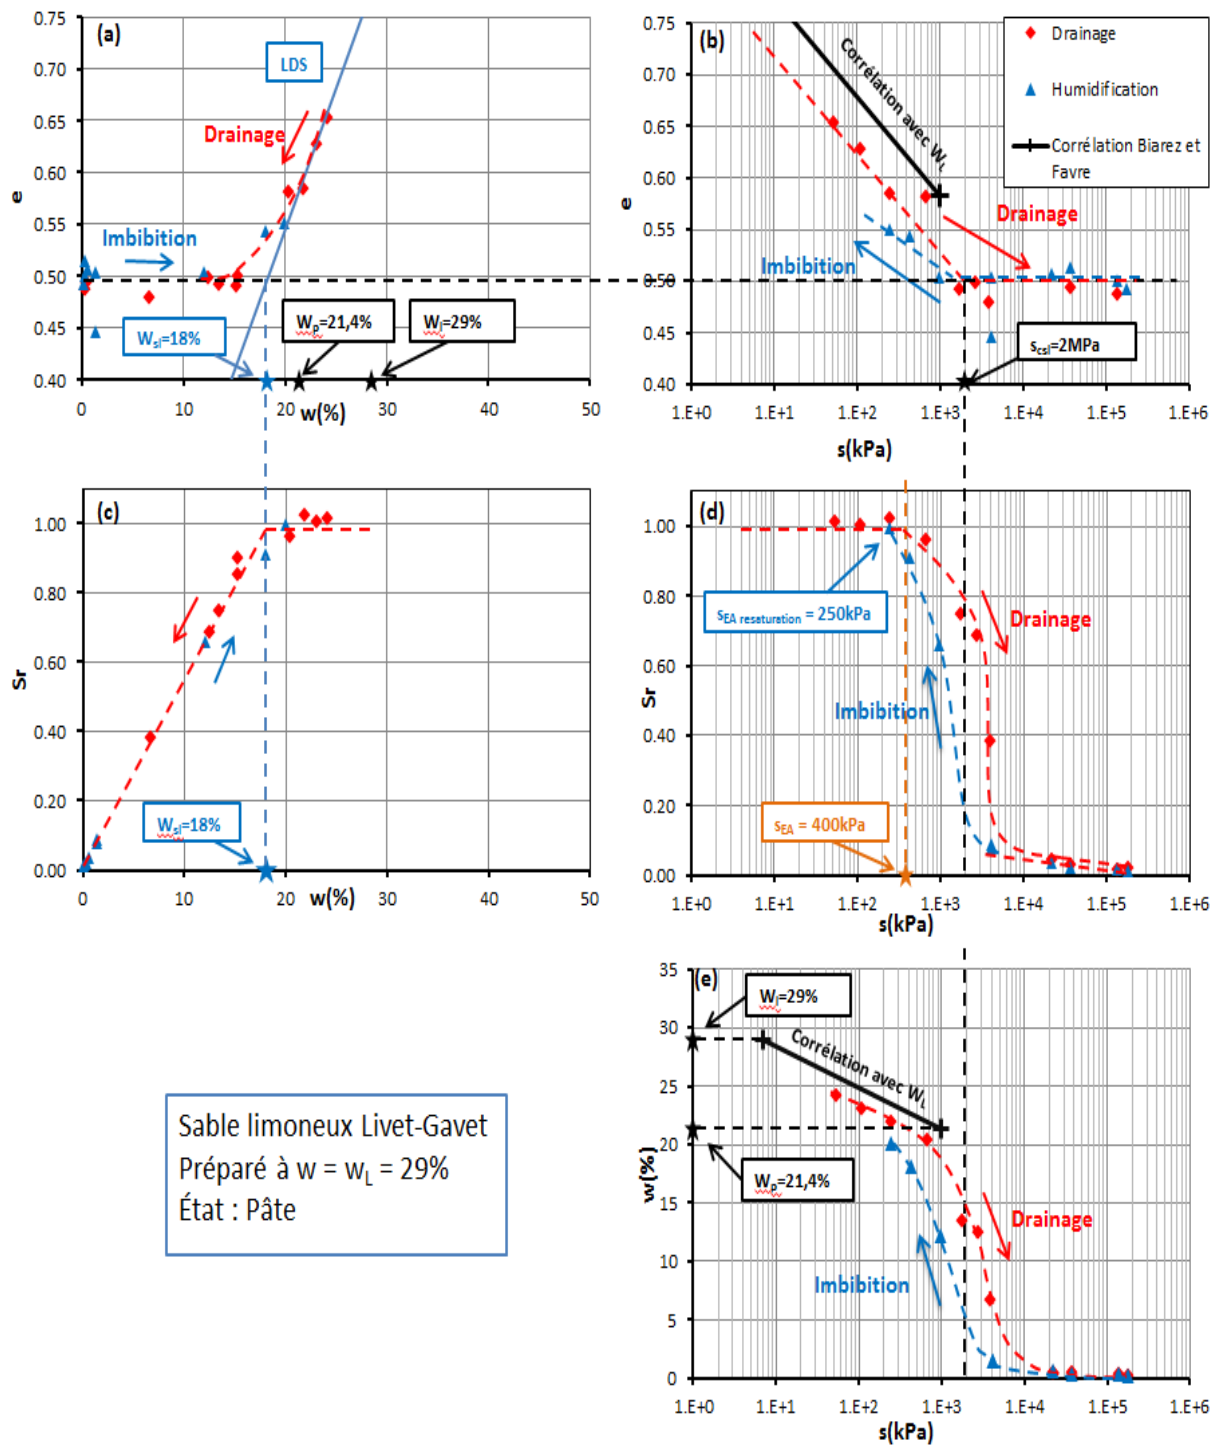 (a)
0.75
0.70
0.65
0.60
0.55
0.50
0.45
0.40
e
LDS
Drainage
Imbibition
Wsl=18%
Wp=21,4%
Wl=29%
0
10
20
30
40
50
w(%)
(b)
0.75
0.70
0.65
0.60
0.55
0.50
0.45
0.40
e
Corrélation avec WL
Drainage
Imbibition
scsl=2MPa
1.E+0
1.E+1
1.E+2
1.E+3
1.E+4
1.E+5
1.E+6
s(kPa)
Drainage
Humidification
Corrélation Biarez et
Favre
(c)
1.00
0.80
0.60
0.40
0.20
0.00
Sr
Wsl=18%
0
10
20
30
40
50
w(%)
(d)
1.00
0.80
0.60
0.40
0.20
0.00
Sr
sEA resaturation = 250kPa
Drainage
Imbibition
sEA = 400kPa
1.E+0
1.E+1
1.E+2
1.E+3
1.E+4
1.E+5
1.E+6
s(kPa)
Sable limoneux Livet-Gavet
Préparé à w = wL = 29%
État : Pâte
(e)
35
30
25
20
15
10
5
0
w(%)
Wl=29%
Corrélation avec WL
Wp=21,4%
Drainage
Imbibition
1.E+0
1.E+1
1.E+2
1.E+3
1.E+4
1.E+5
1.E+6
s(kPa)